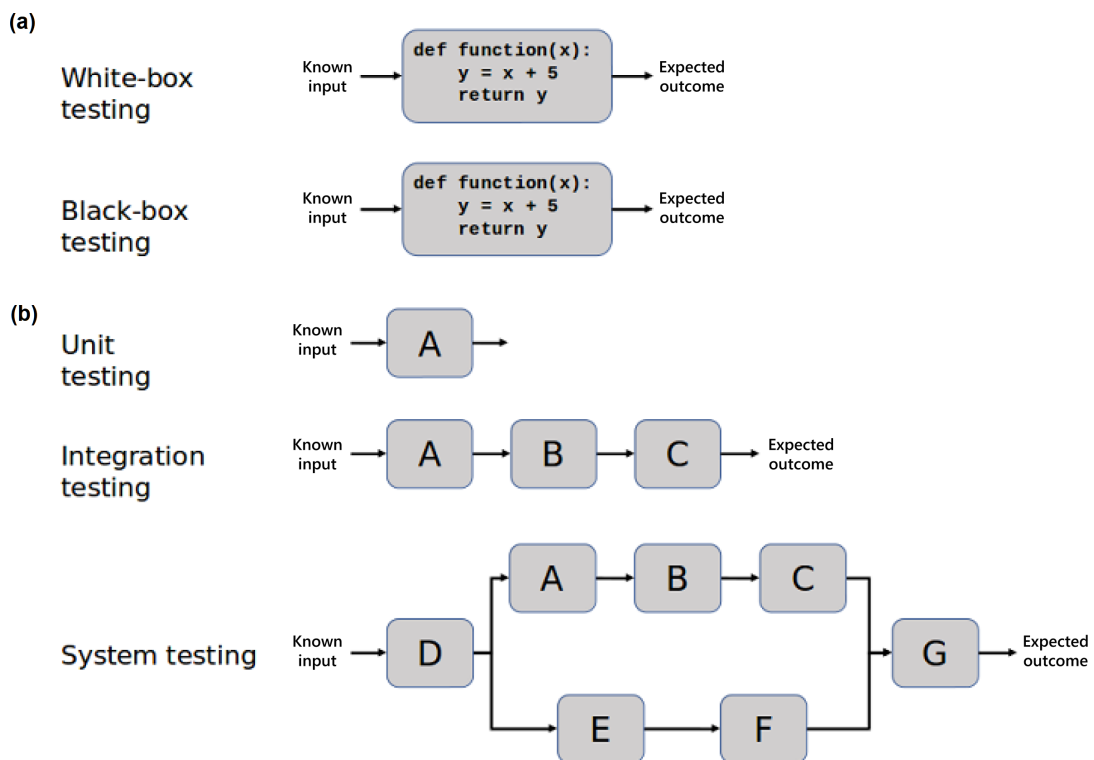 (a)
White-box
testing
Known
input
def function(x):
y = x + 5
return y
Expected
outcome
Black-box
testing
Known
input
def function(x):
y = x + 5
return y
Expected
outcome
(b)
Unit
testing
Known
input
A
Integration
testing
Known
input
A
B
C
Expected
outcome
System testing
Known
input
D
A
B
C
E
F
G
Expected
outcome